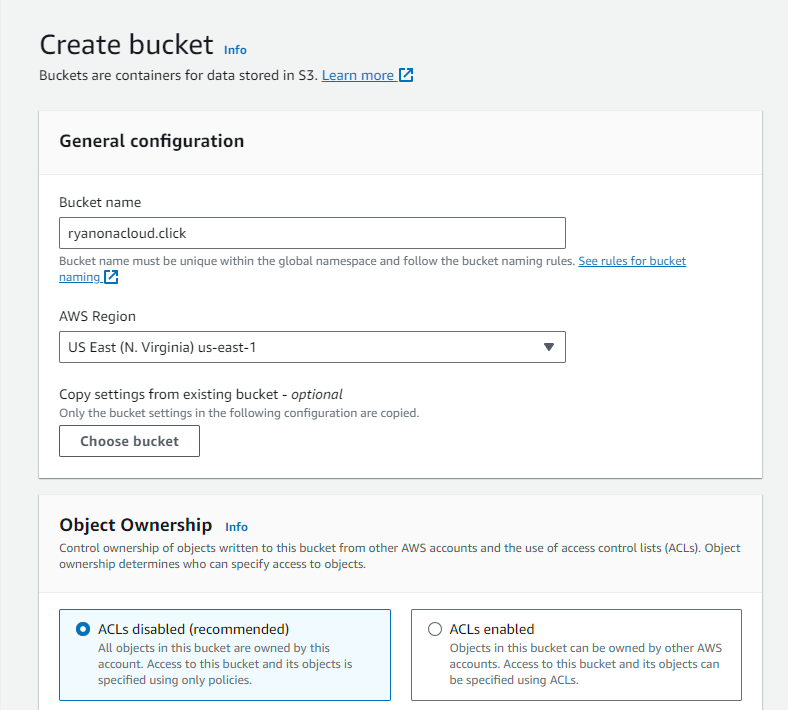 Create bucket Info
Buckets are containers for data stored in S3. Learn more
General configuration
Bucket name
ryanonacloud.click
Bucket name must be unique within the global namespace and follow the bucket naming rules. See rules for bucket
naming
AWS Region
US East (N. Virginia) us-east-1
Copy settings from existing bucket - optional
Only the bucket settings in the following configuration are copied.
Choose bucket
Object Ownership Info
Control ownership of objects written to this bucket from other AWS accounts and the use of access control lists (ACLs). Object
ownership determines who can specify access to objects.
ACLs disabled (recommended)
All objects in this bucket are owned by this
account. Access to this bucket and its objects is
specified using only policies.
ACLs enabled
Objects in this bucket can be owned by other AWS
accounts. Access to this bucket and its objects can
be specified using ACLs.